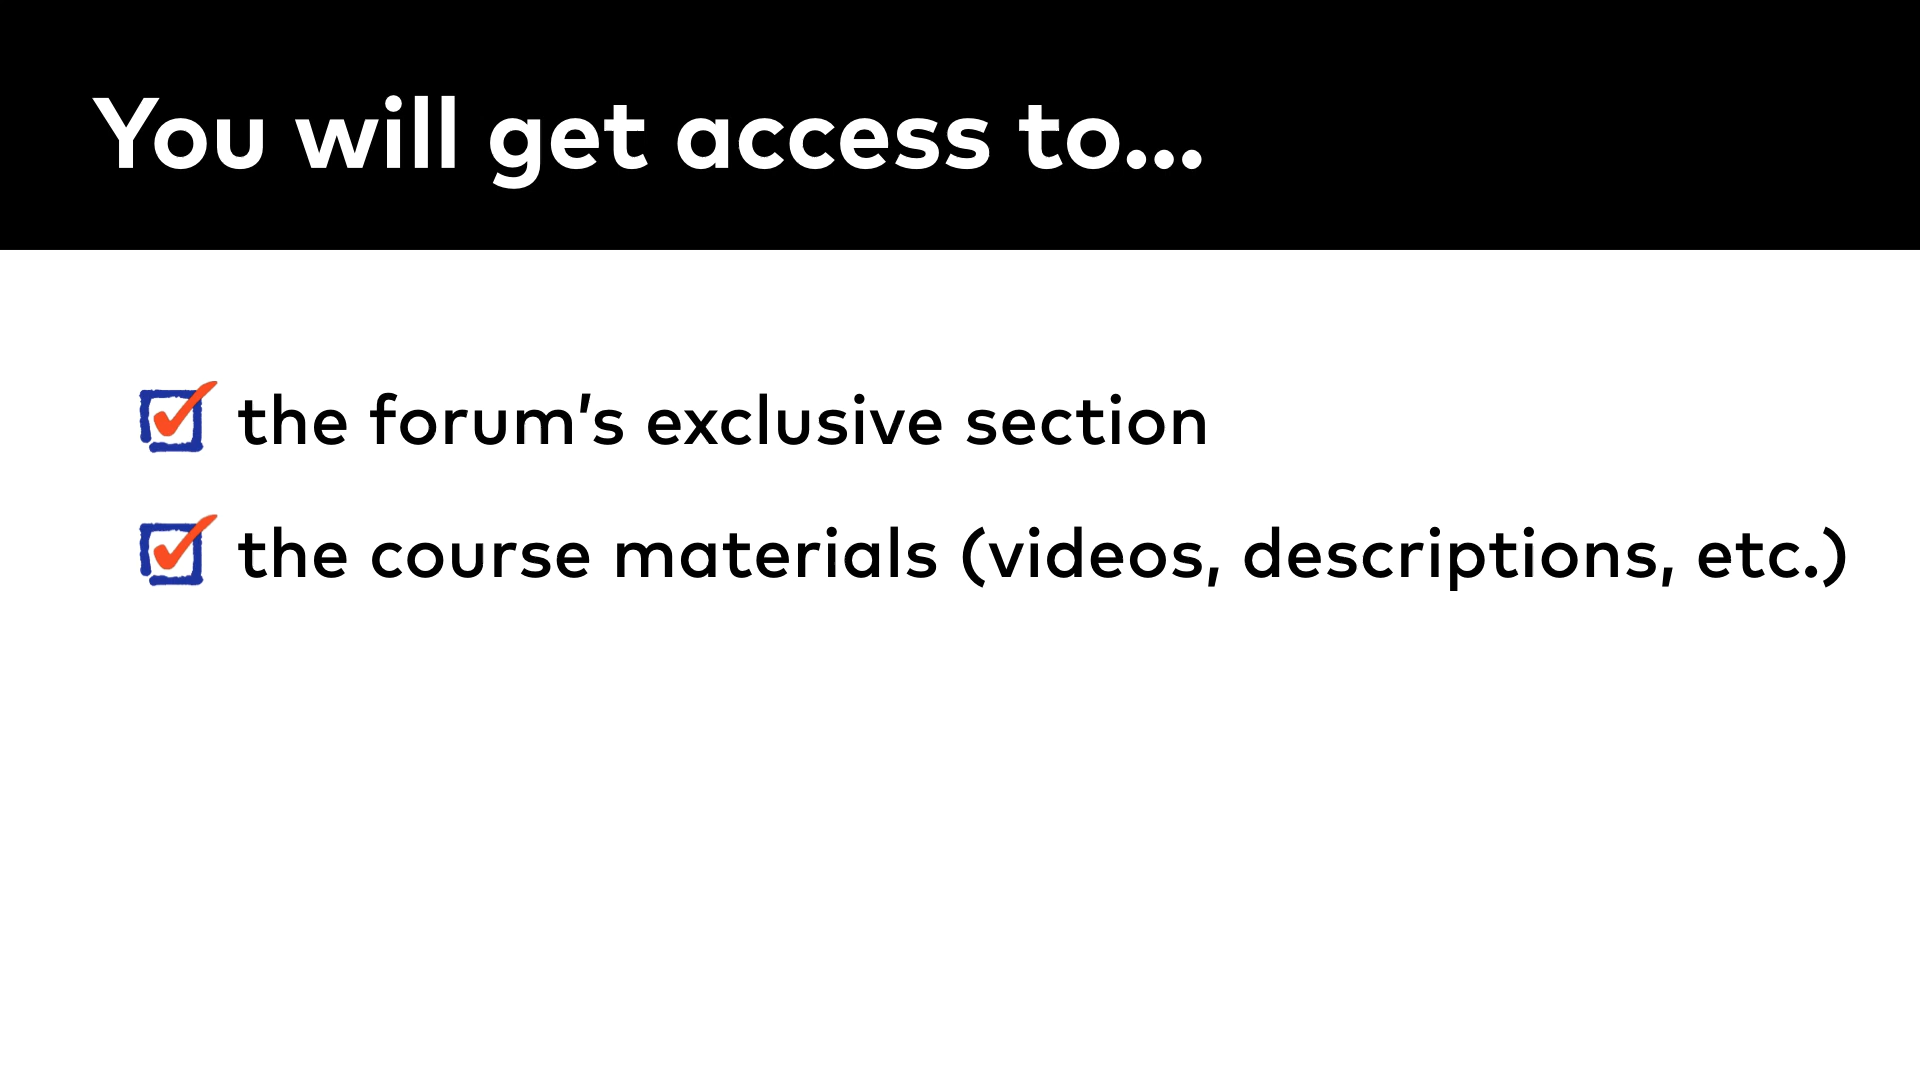 You will get access to...
the forum's exclusive section
the course materials (videos, descriptions, etc.)